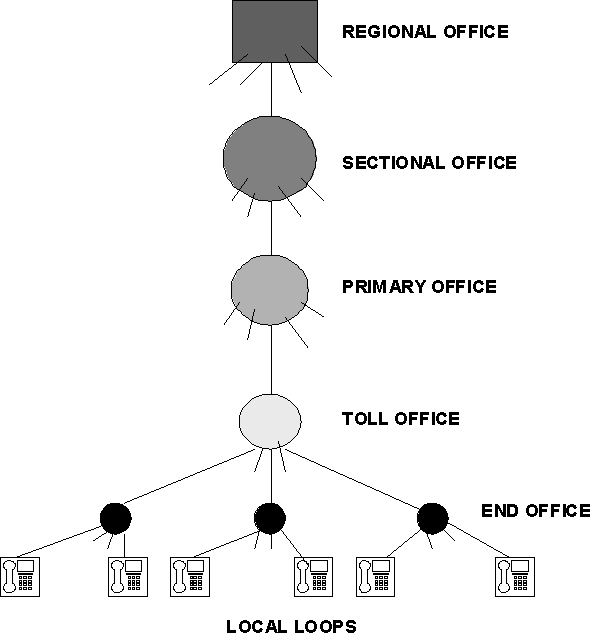 REGIONAL OFFICE
SECTIONAL OFFICE
PRIMARY OFFICE
TOLL OFFICE
END OFFICE
LOCAL LOOPS